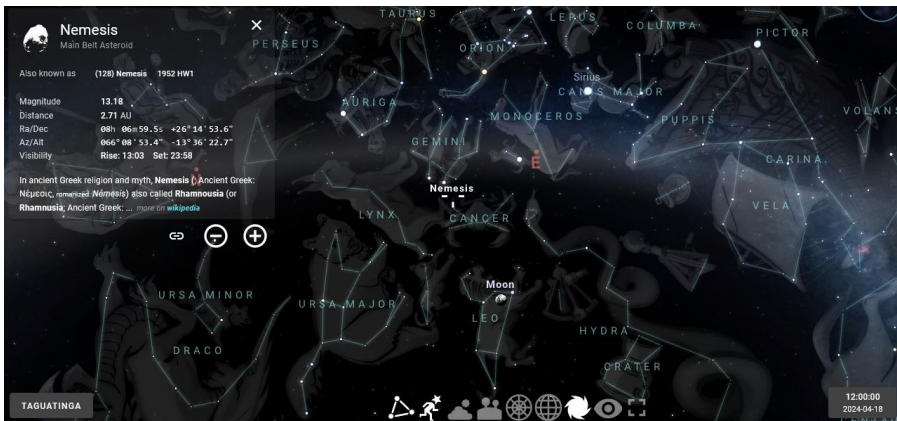 Nemesis
Main Belt Asteroid
Also known as (128) Nemesis 1952 HW1
Magnitude 13.18
Distance 2.71 AU
Ra/Dec 08h 06m59.5s +26°14'53.6"
Az/Alt 066°08'53.4" -13°36'22.7"
Visibility Rise: 13:03 Set: 23:58
In ancient Greek religion and myth, Nemesis (; Ancient Greek:
Νέμεσις, romanized: Némesis) also called Rhamnousia (or
Rhamnusia; Ancient Greek: ... more on wikipedia
TAURUS
LEPUS
COLUMBA
PICTOR
PERSEUS
ORION
Sirius
CANIS MAJOR
AURIGA
MONOCEROS
PUPPIS
VOLANS
GEMINI
E
CARINA
Nemesis
LYNX
CANCER
VELA
Moon
URSA MINOR
URSA MAJOR
LEO
HYDRA
DRACO
CRATER
TAGUATINGA
12:00:00
2024-04-18